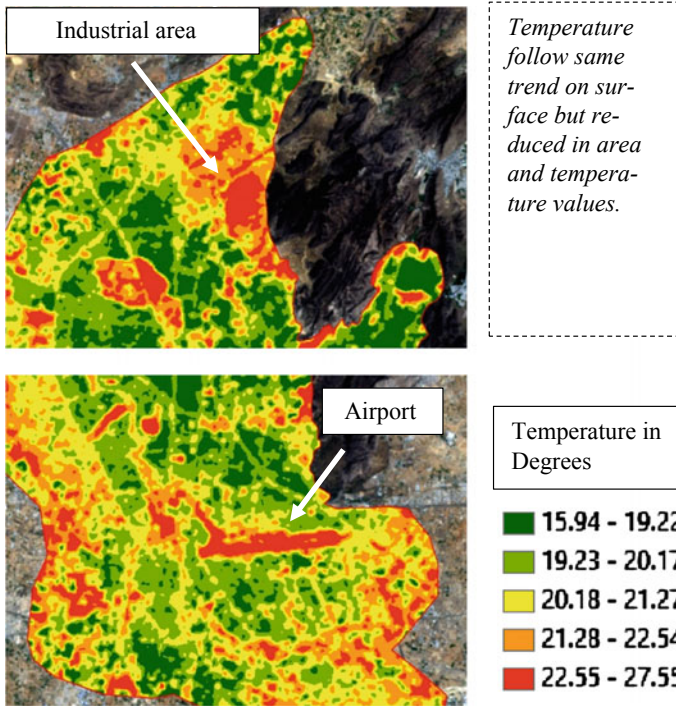 Industrial area
Temperature
follow same
trend on sur-
face but re-
duced in area
and tempera-
ture values.
Airport
Temperature in
Degrees
15.94 - 19.22
19.23 - 20.17
20.18 - 21.27
21.28 - 22.54
22.55 - 27.55